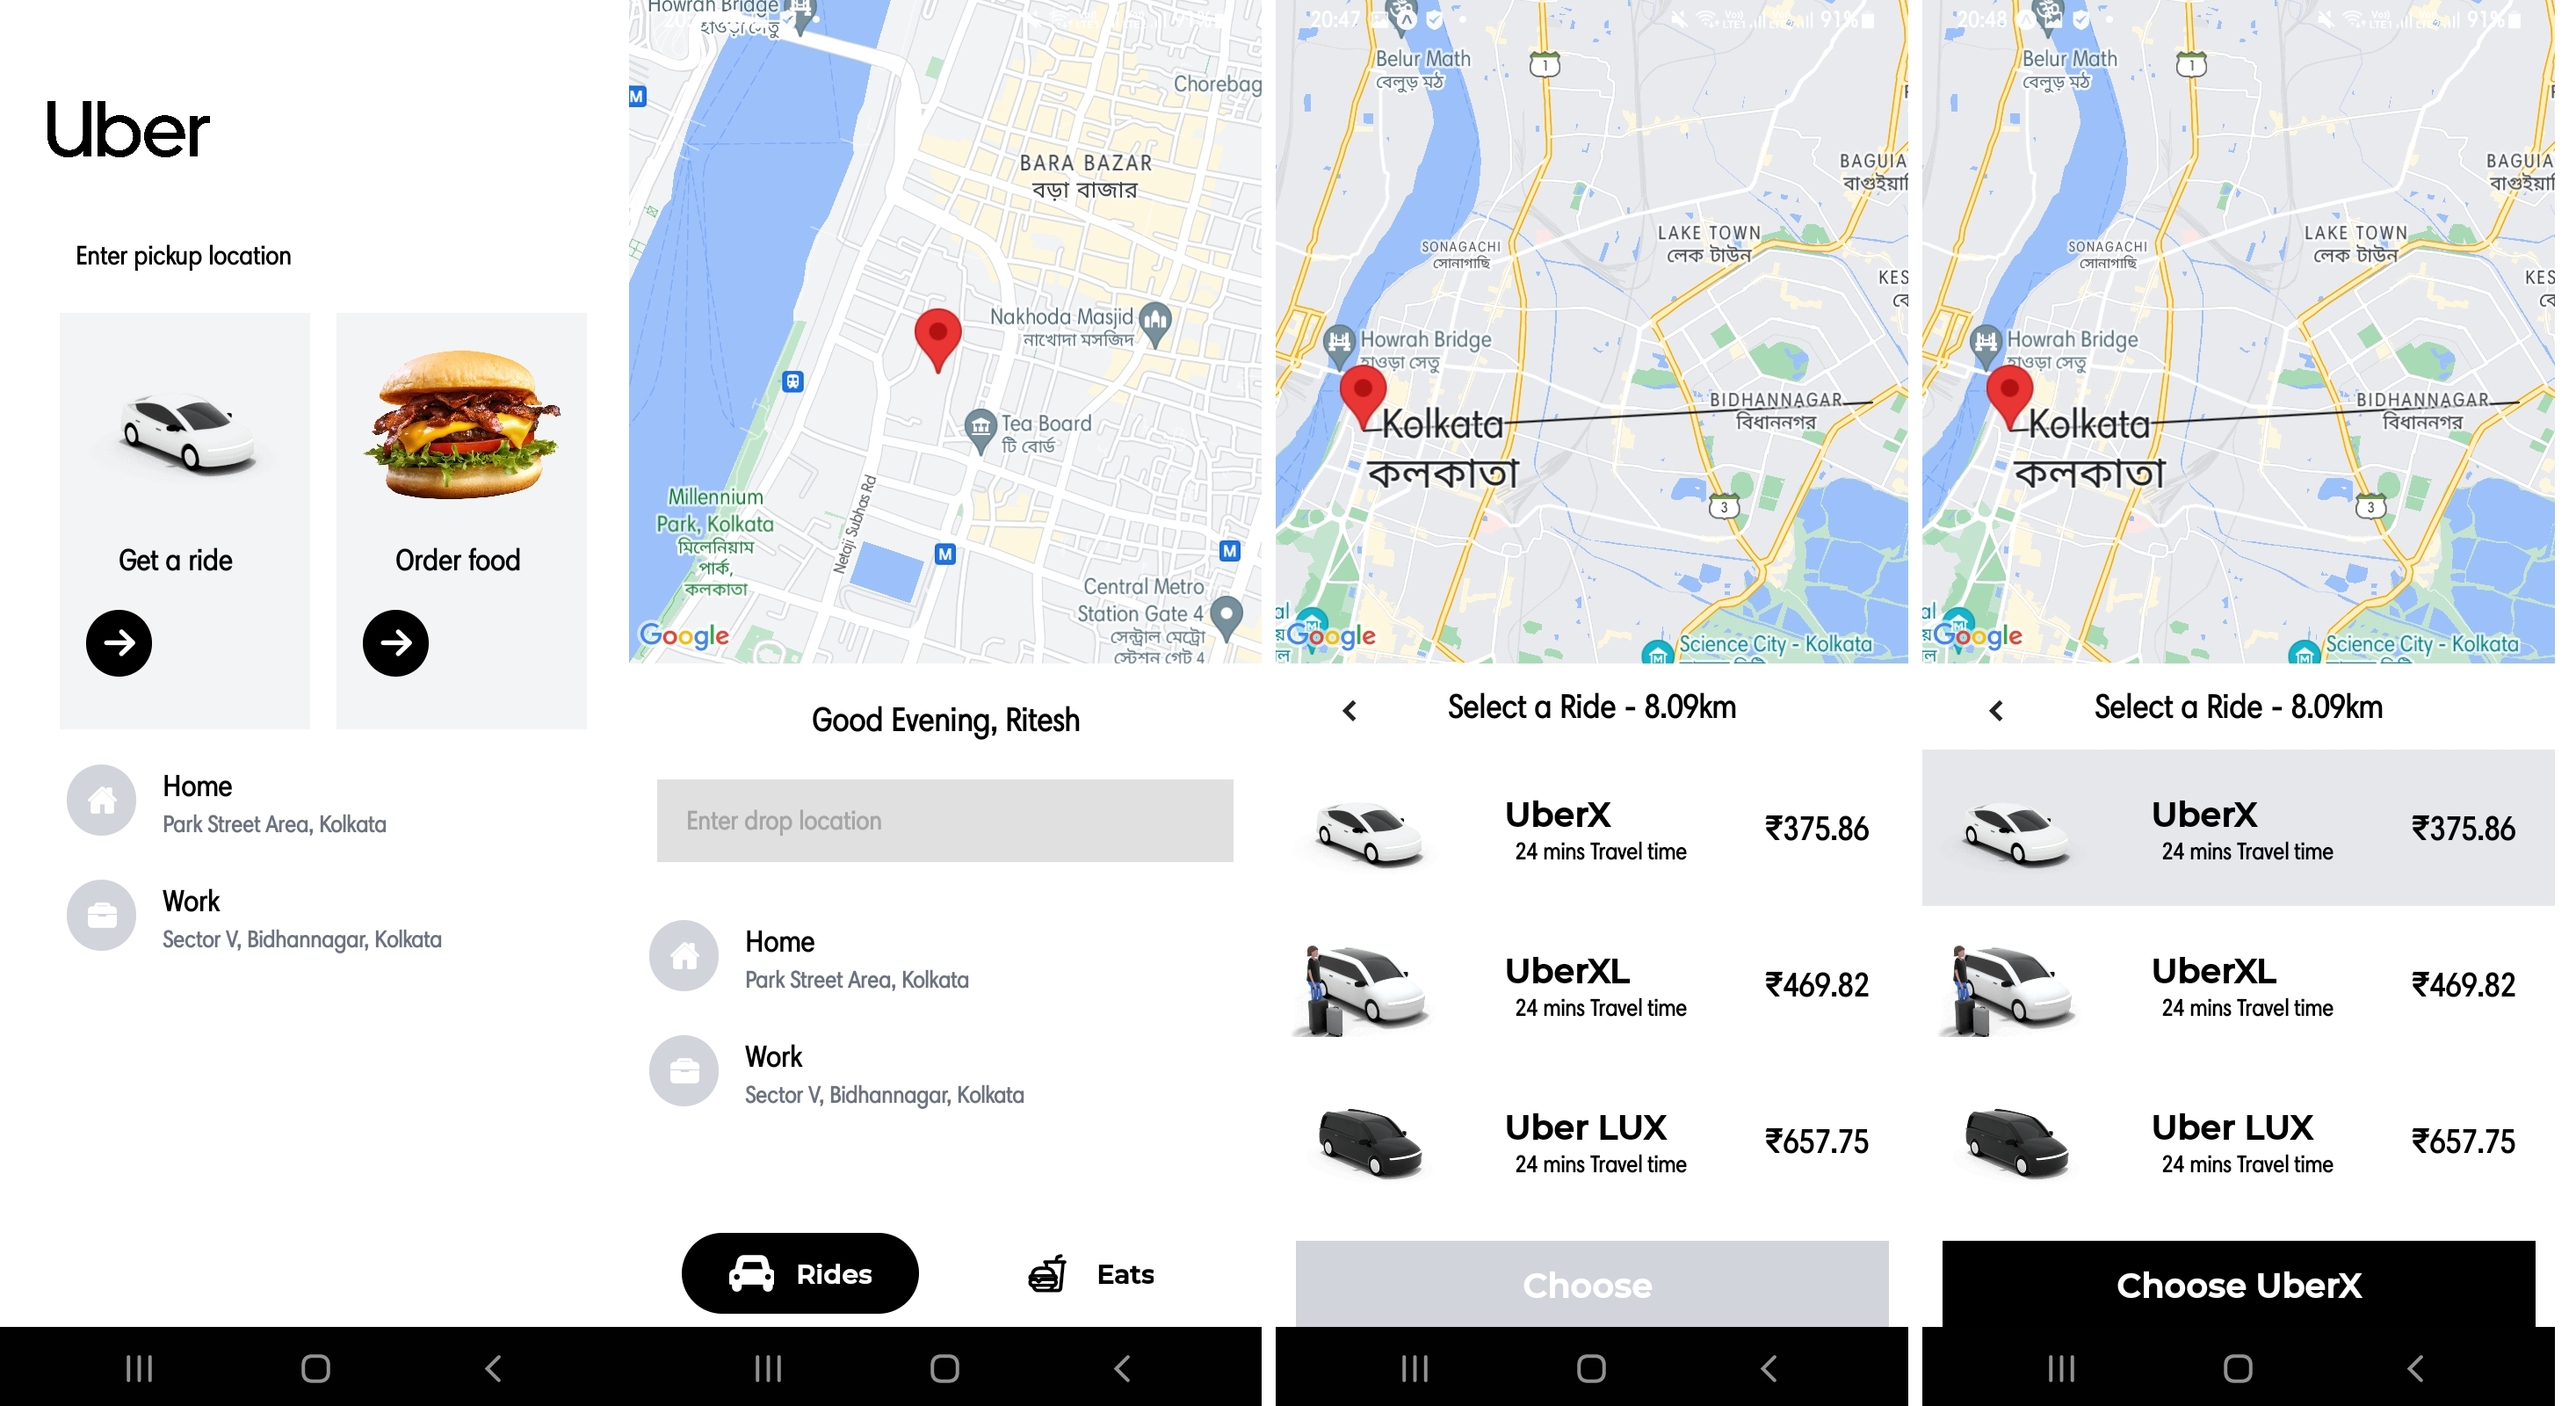 Uber
Enter pickup location
Get a ride
Order food
Home
Park Street Area, Kolkata
Work
Sector V, Bidhannagar, Kolkata
Howrah Bridge
হাওড়া সেতু
91%
M
Chorebag
BARA BAZAR
বড়া বাজার
Nakhoda Masjid
নাখোদা মসজিদ
Tea Board
টি বোর্ড
Netaji Subhas Rd
Millennium
Park, Kolkata
মিলেনিয়াম
পার্ক,
কলকাতা
M
M
Central Metro
Station Gate 4
সেন্ট্রাল মেট্রো
স্টেশন গেট 4
Google
Good Evening, Ritesh
Enter drop location
Home
Park Street Area, Kolkata
Work
Sector V, Bidhannagar, Kolkata
Rides
Eats
20:47
91%
Belur Math
বেলুড় মঠ
1
BAGUIA
বাগুইয়া
LAKE TOWN
লেক টাউন
SONAGACHI
সোনাগাছি
KES
Howrah Bridge
হাওড়া সেতু
BIDHANNAGAR
বিধাননগর
Kolkata
কলকাতা
3
al
Google
Science City - Kolkata
Select a Ride - 8.09km
UberX
24 mins Travel time
₹375.86
UberXL
24 mins Travel time
₹469.82
Uber LUX
24 mins Travel time
₹657.75
Choose
20:48
91%
Belur Math
বেলুড় মঠ
1
BAGUIA
বাগুইয়া
LAKE TOWN
লেক টাউন
SONAGACHI
সোনাগাছি
KES
Howrah Bridge
হাওড়া সেতু
BIDHANNAGAR
বিধাননগর
Kolkata
কলকাতা
3
al
Google
Science City - Kolkata
Select a Ride - 8.09km
UberX
24 mins Travel time
₹375.86
UberXL
24 mins Travel time
₹469.82
Uber LUX
24 mins Travel time
₹657.75
Choose UberX